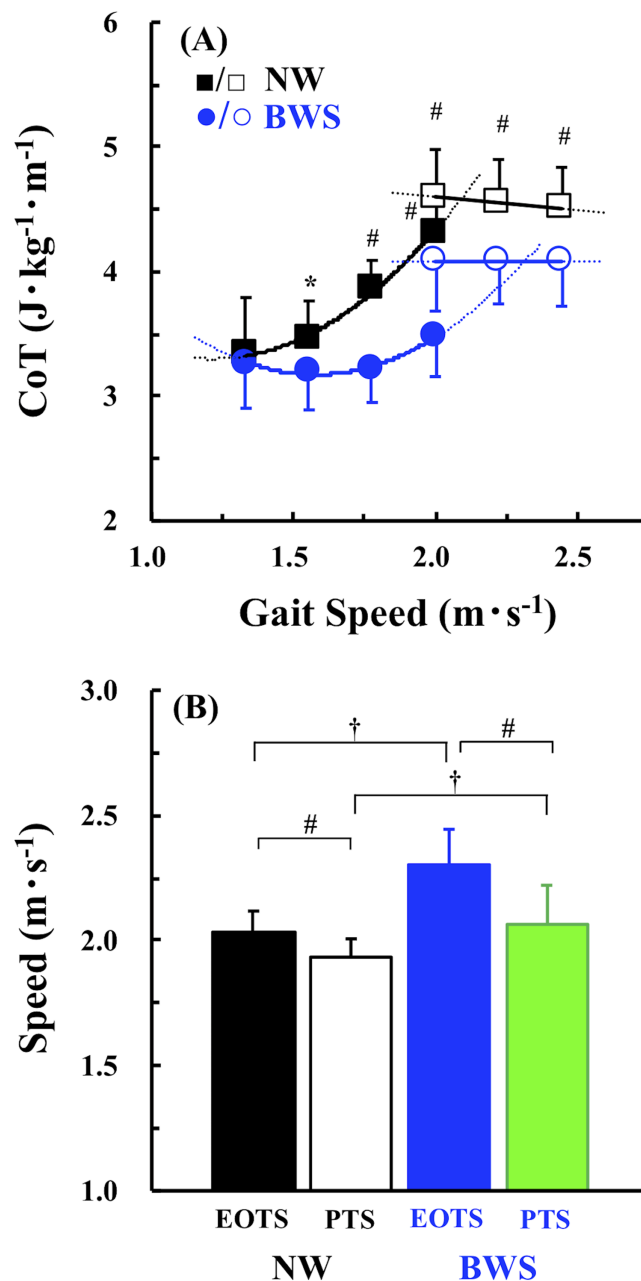 (A)
■/□ NW
●/○ BWS
6
5
4
3
2
# # #
#
#
*
1.0 1.5 2.0 2.5
CoT (J·kg⁻¹·m⁻¹)
Gait Speed (m·s⁻¹)
(B)
3.0
2.5
2.0
1.5
1.0
† #
†
#
Speed (m·s⁻¹)
EOTS PTS EOTS PTS
NW BWS